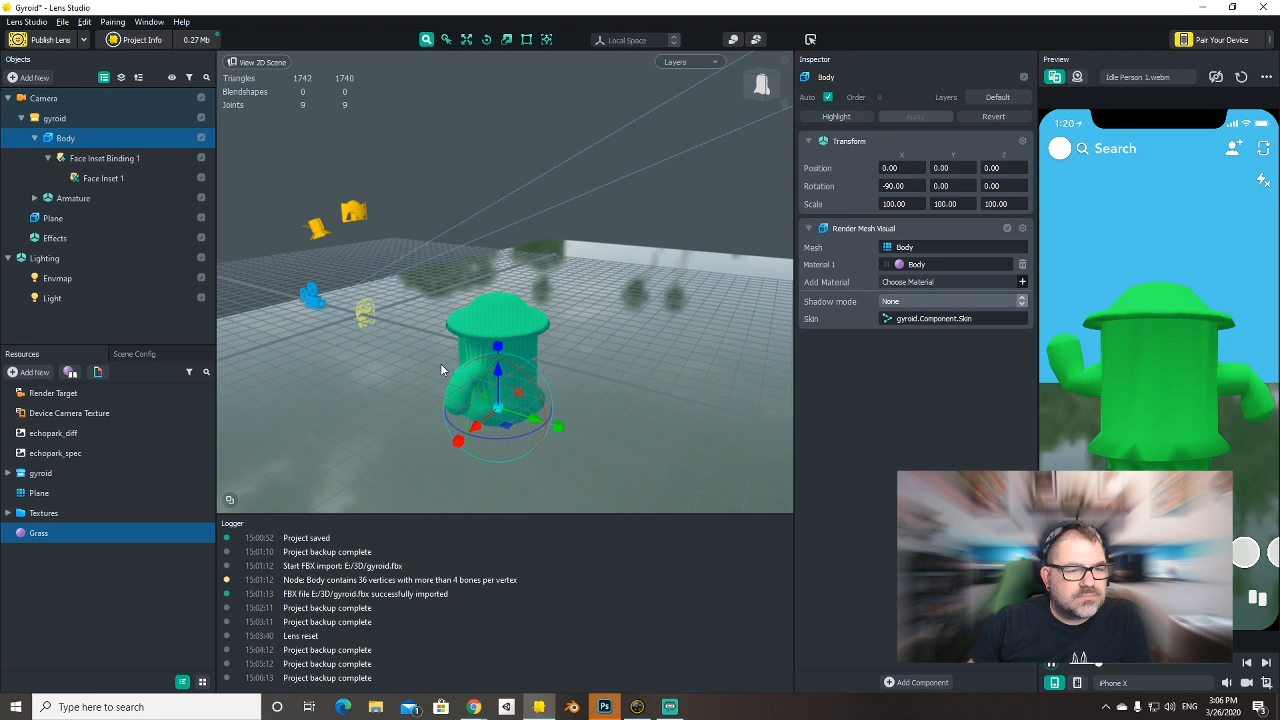 Gyroid* - Lens Studio
Lens Studio File Edit Pairing Window Help
Publish Lens Project Info 0.27 Mb Local Space Pair Your Device
Objects
Add New
Camera
gyroid
Body
Face Inset Binding 1
Face Inset 1
Armature
Plane
Effects
Lighting
Envmap
Light
Resources Scene Config
Add New
Render Target
Device Camera Texture
echopark_diff
echopark_spec
gyroid
Plane
Textures
Grass
View 2D Scene Layers
Triangles 1742 1740
Blendshapes 0 0
Joints 9 9
Logger
15:00:52 Project saved
15:01:10 Project backup complete
15:01:12 Start FBX import: E:/3D/gyroid.fbx
15:01:12 Node: Body contains 36 vertices with more than 4 bones per vertex
15:01:13 FBX file E:/3D/gyroid.fbx successfully imported
15:02:11 Project backup complete
15:03:11 Project backup complete
15:03:40 Lens reset
15:04:12 Project backup complete
15:05:12 Project backup complete
15:06:13 Project backup complete
Inspector
Body
Auto Order 0 Layers Default
Highlight Apply Revert
Transform
X Y Z
Position 0.00 0.00 0.00
Rotation -90.00 0.00 0.00
Scale 100.00 100.00 100.00
Render Mesh Visual
Mesh Body
Material 1 Body
Add Material Choose Material
Shadow mode None
Skin gyroid.Component.Skin
Add Component
Preview
Idle Person 1.webm
1:20
Search
iPhone X
Type here to search
Ps
ENG 3:06 PM
3/26/2020